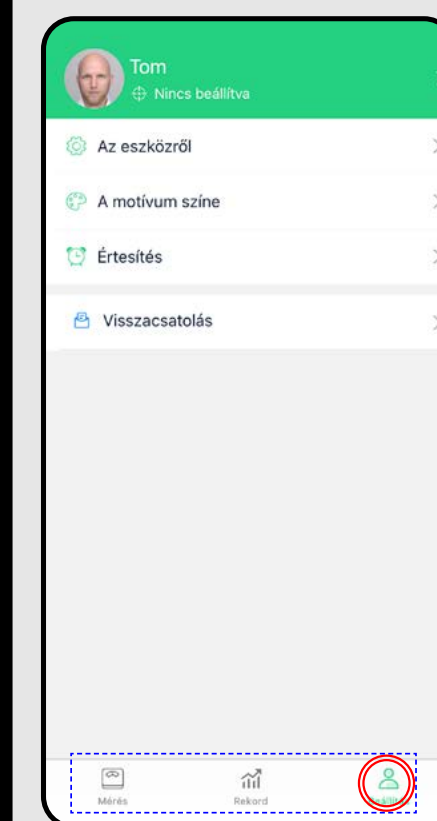 Tom
Nincs beállítva
Az eszközről
A motívum színe
Értesítés
Visszacsatolás
Mérés
Rekord